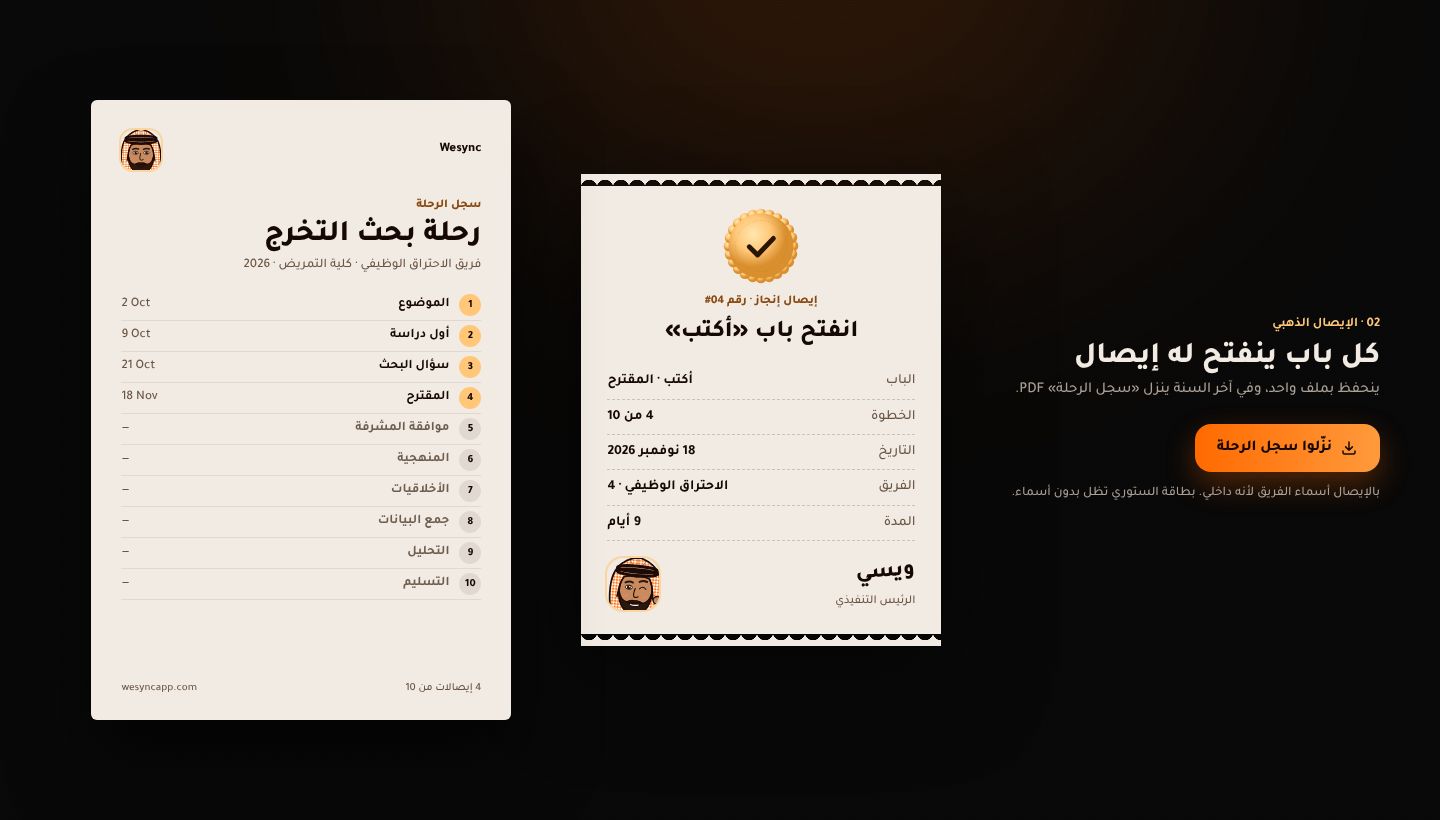 02 · الإيصال الذهبي
كل باب ينفتح له إيصال
ينحفظ بملف واحد، وفي آخر السنة ينزل «سجل الرحلة» PDF.
نزّلوا سجل الرحلة
بالإيصال أسماء الفريق لأنه داخلي. بطاقة الستوري تظل بدون أسماء.
إيصال إنجاز · رقم 04#
انفتح باب «أكتب»
الباب أكتب · المقترح
الخطوة 4 من 10
التاريخ 18 نوفمبر 2026
الفريق الاحتراق الوظيفي · 4
المدة 9 أيام
ويسي
الرئيس التنفيذي
Wesync
سجل الرحلة
رحلة بحث التخرج
فريق الاحتراق الوظيفي · كلية التمريض · 2026
1 الموضوع 2 Oct
2 أول دراسة 9 Oct
3 سؤال البحث 21 Oct
4 المقترح 18 Nov
5 موافقة المشرفة –
6 المنهجية –
7 الأخلاقيات –
8 جمع البيانات –
9 التحليل –
10 التسليم –
4 إيصالات من 10 wesyncapp.com